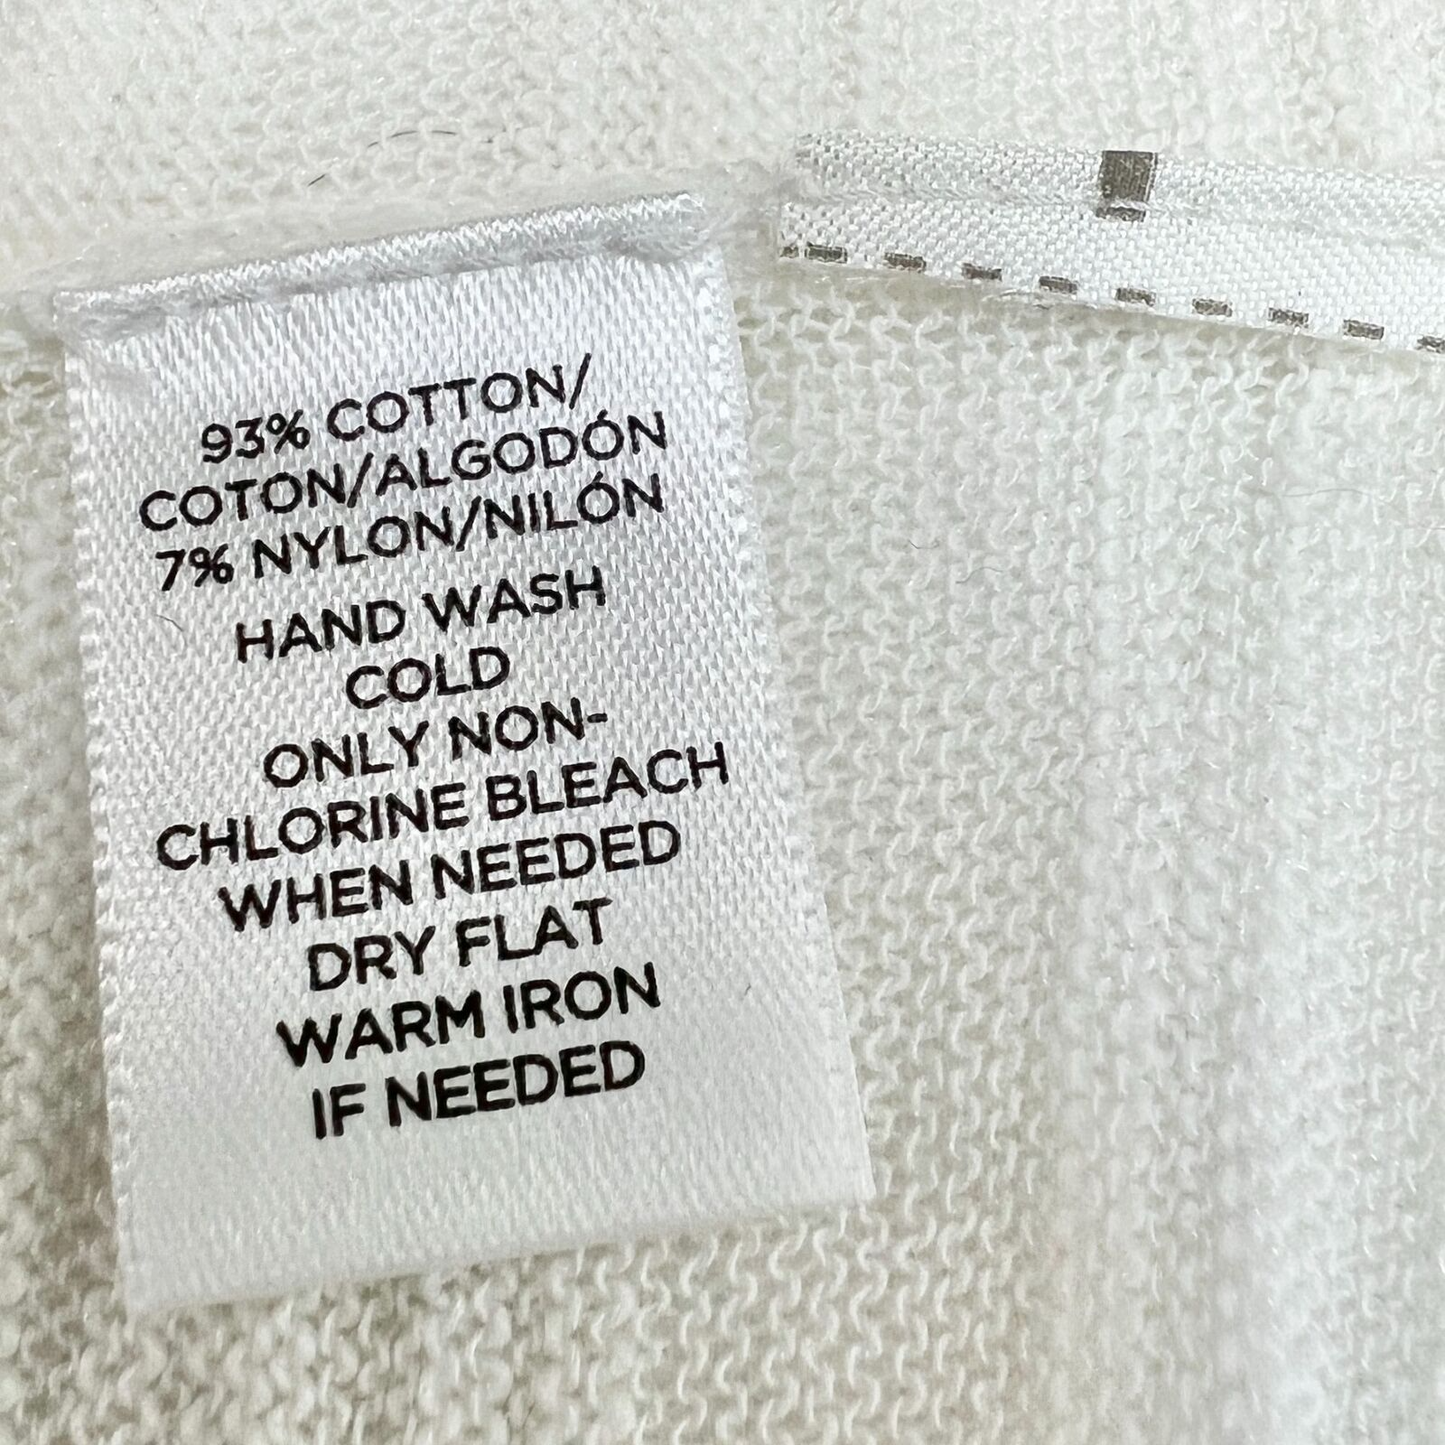 93% COTTON/
COTON/ALGODÓN
7% NYLON/NILÓN
HAND WASH
COLD
ONLY NON-
CHLORINE BLEACH
WHEN NEEDED
DRY FLAT
WARM IRON
IF NEEDED